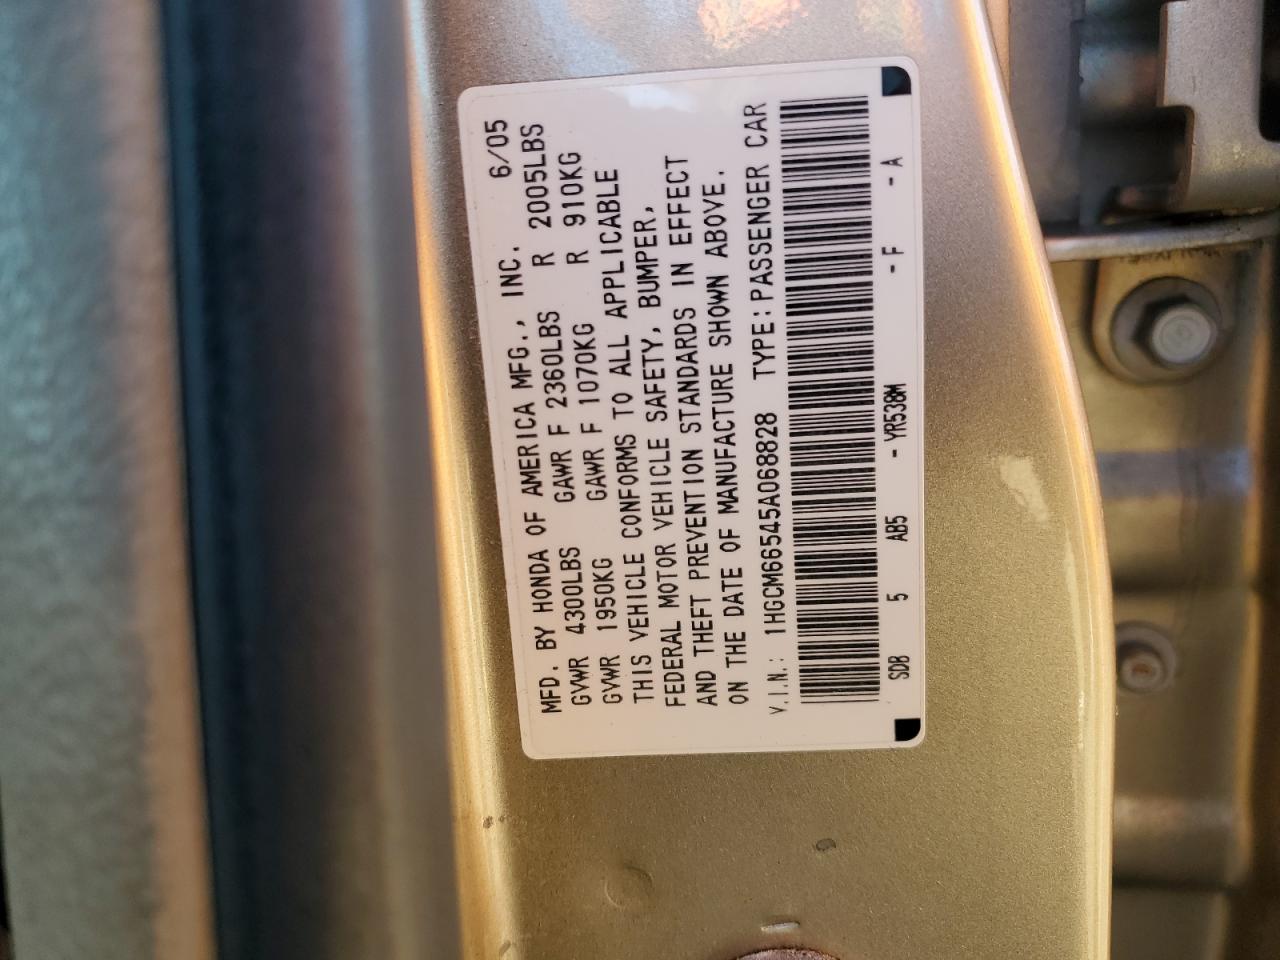 MFD. BY HONDA OF AMERICA MFG., INC. 6/05
GVWR 4300LBS GAWR F 2360LBS R 2005LBS
GVWR 1950KG GAWR F 1070KG R 910KG
THIS VEHICLE CONFORMS TO ALL APPLICABLE
FEDERAL MOTOR VEHICLE SAFETY, BUMPER,
AND THEFT PREVENTION STANDARDS IN EFFECT
ON THE DATE OF MANUFACTURE SHOWN ABOVE.
V.I.N.: 1HGCM66545A068828 TYPE:PASSENGER CAR
SDB 5 AB5 - YR538M - F - A